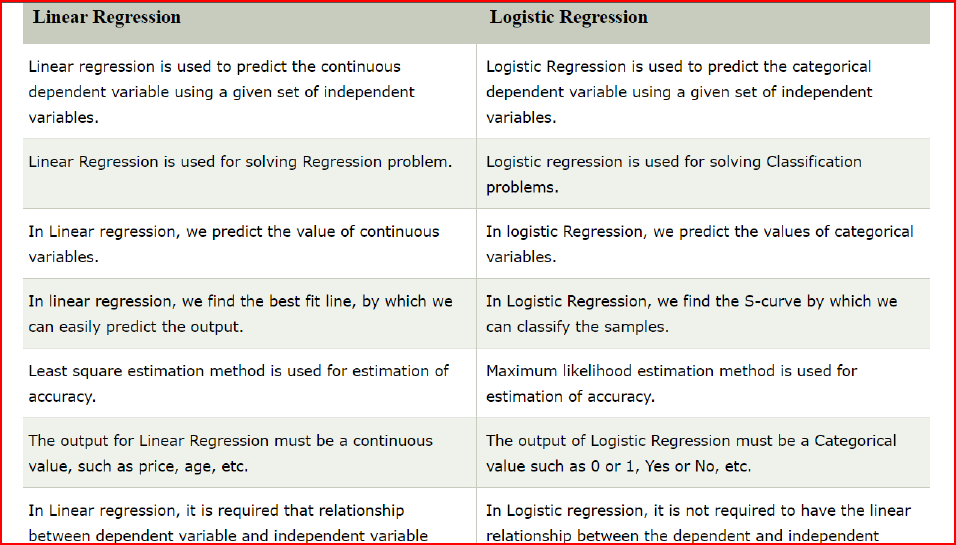 Linear Regression
Logistic Regression
Linear regression is used to predict the continuous
dependent variable using a given set of independent
variables.
Logistic Regression is used to predict the categorical
dependent variable using a given set of independent
variables.
Linear Regression is used for solving Regression problem.
Logistic regression is used for solving Classification
problems.
In Linear regression, we predict the value of continuous
variables.
In logistic Regression, we predict the values of categorical
variables.
In linear regression, we find the best fit line, by which we
can easily predict the output.
In Logistic Regression, we find the S-curve by which we
can classify the samples.
Least square estimation method is used for estimation of
accuracy.
Maximum likelihood estimation method is used for
estimation of accuracy.
The output for Linear Regression must be a continuous
value, such as price, age, etc.
The output of Logistic Regression must be a Categorical
value such as 0 or 1, Yes or No, etc.
In Linear regression, it is required that relationship
between dependent variable and independent variable
In Logistic regression, it is not required to have the linear
relationship between the dependent and independent